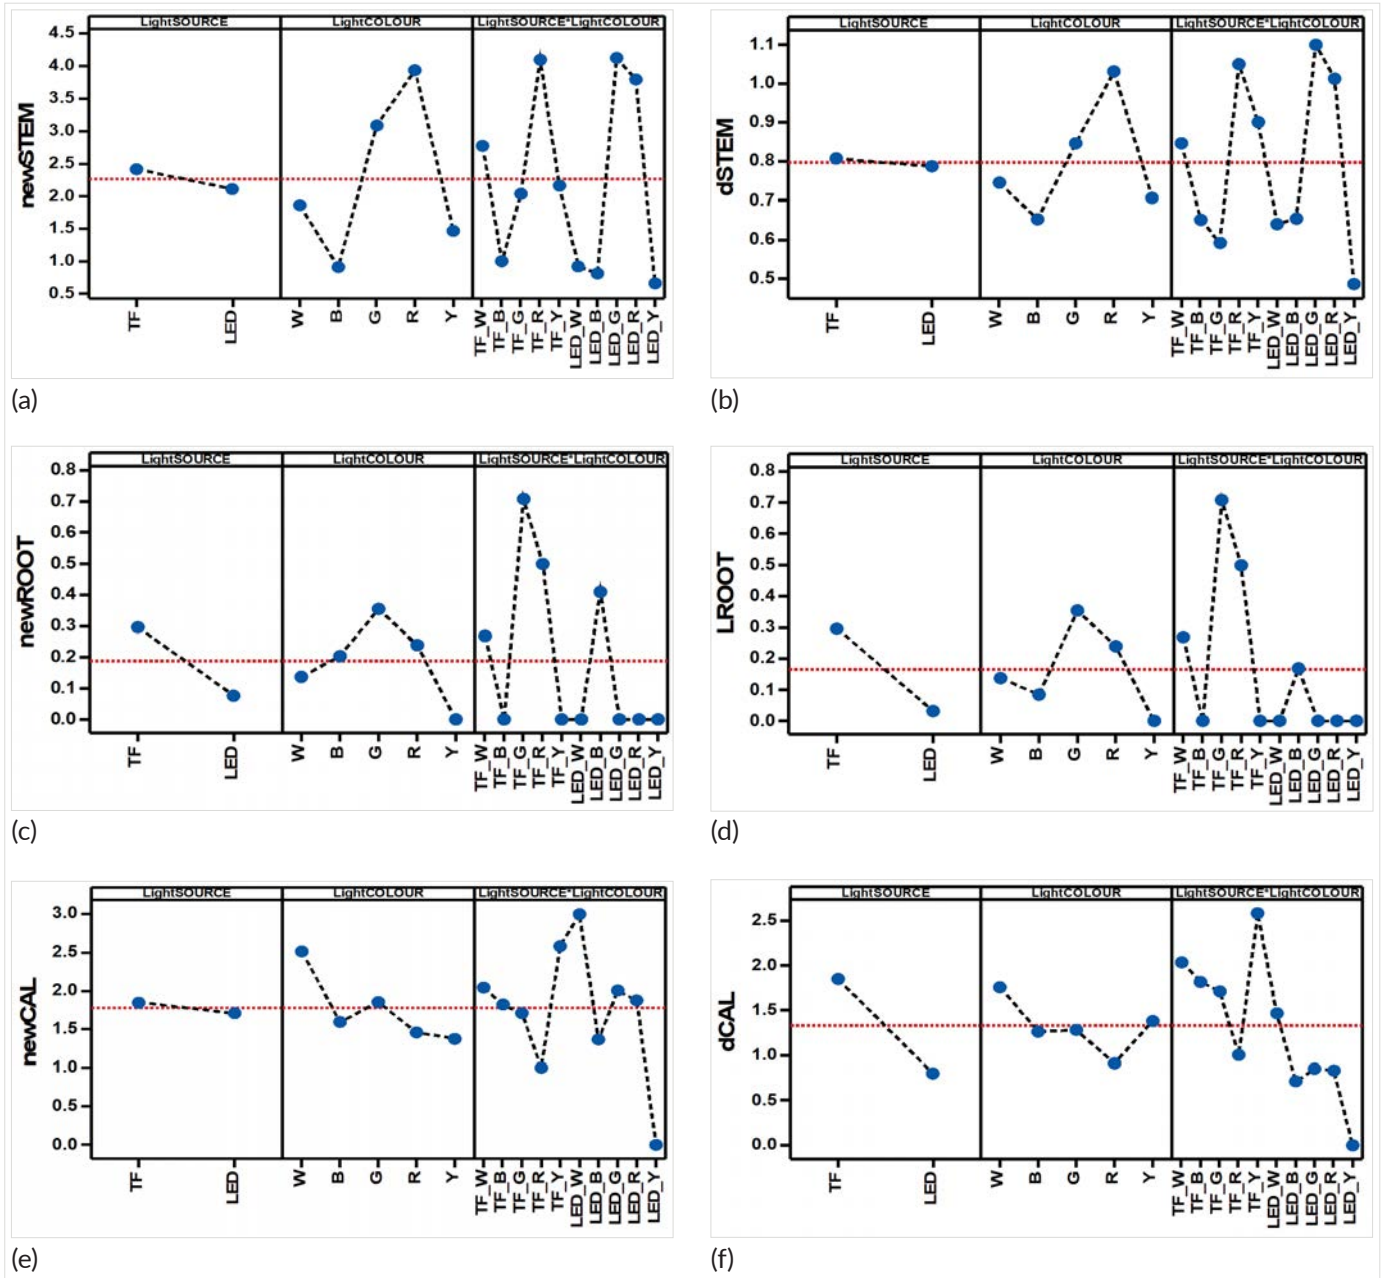 LightSOURCE LightCOLOUR LightSOURCE*LightCOLOUR
newSTEM
4.5
4.0
3.5
3.0
2.5
2.0
1.5
1.0
0.5
TF LED W B G R Y TF_W TF_B TF_G TF_R TF_Y LED_W LED_B LED_G LED_R LED_Y
(a)
LightSOURCE LightCOLOUR LightSOURCE*LightCOLOUR
dSTEM
1.1
1.0
0.9
0.8
0.7
0.6
0.5
TF LED W B G R Y TF_W TF_B TF_G TF_R TF_Y LED_W LED_B LED_G LED_R LED_Y
(b)
LightSOURCE LightCOLOUR LightSOURCE*LightCOLOUR
newROOT
0.8
0.7
0.6
0.5
0.4
0.3
0.2
0.1
0.0
TF LED W B G R Y TF_W TF_B TF_G TF_R TF_Y LED_W LED_B LED_G LED_R LED_Y
(c)
LightSOURCE LightCOLOUR LightSOURCE*LightCOLOUR
LROOT
0.8
0.7
0.6
0.5
0.4
0.3
0.2
0.1
0.0
TF LED W B G R Y TF_W TF_B TF_G TF_R TF_Y LED_W LED_B LED_G LED_R LED_Y
(d)
LightSOURCE LightCOLOUR LightSOURCE*LightCOLOUR
newCAL
3.0
2.5
2.0
1.5
1.0
0.5
0.0
TF LED W B G R Y TF_W TF_B TF_G TF_R TF_Y LED_W LED_B LED_G LED_R LED_Y
(e)
LightSOURCE LightCOLOUR LightSOURCE*LightCOLOUR
dCAL
2.5
2.0
1.5
1.0
0.5
0.0
TF LED W B G R Y TF_W TF_B TF_G TF_R TF_Y LED_W LED_B LED_G LED_R LED_Y
(f)